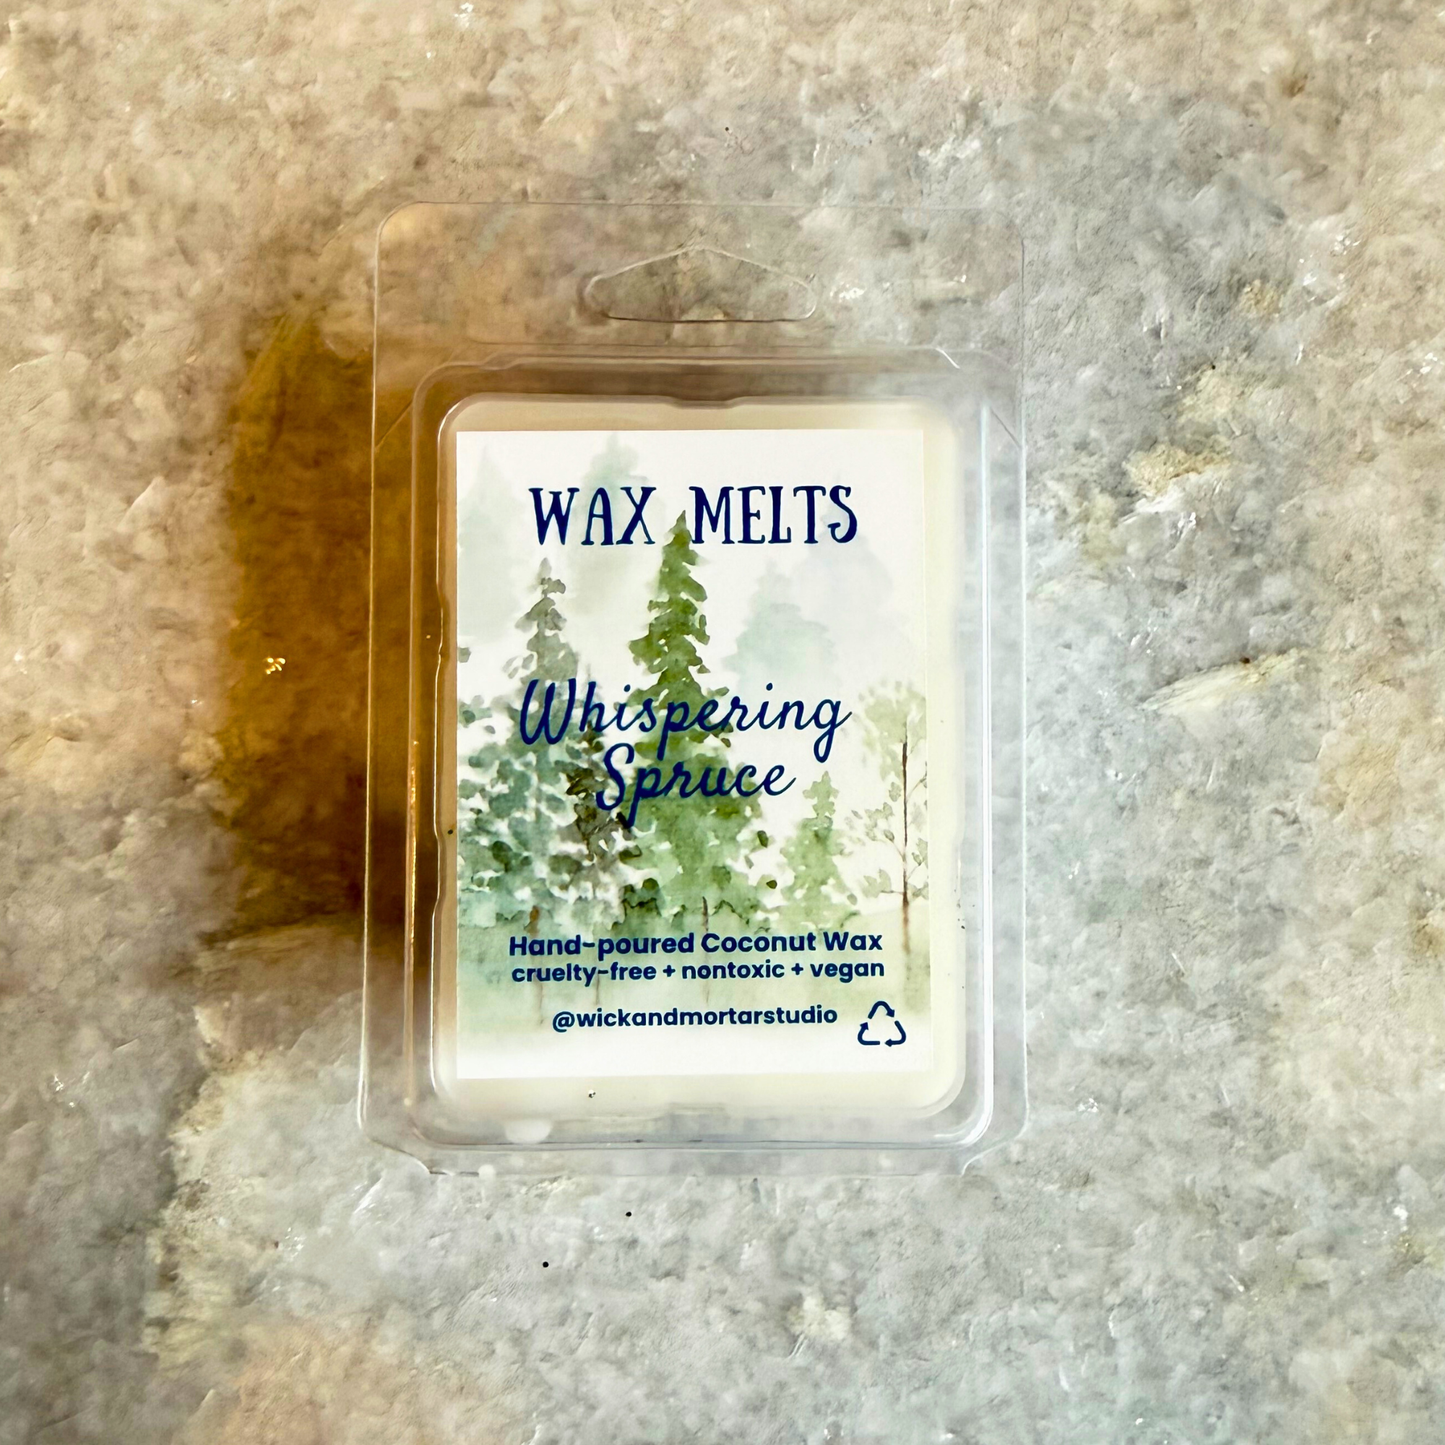 WAX MELTS
Whispering
Spruce
Hand-poured Coconut Wax
cruelty-free + nontoxic + vegan
@wickandmortarstudio